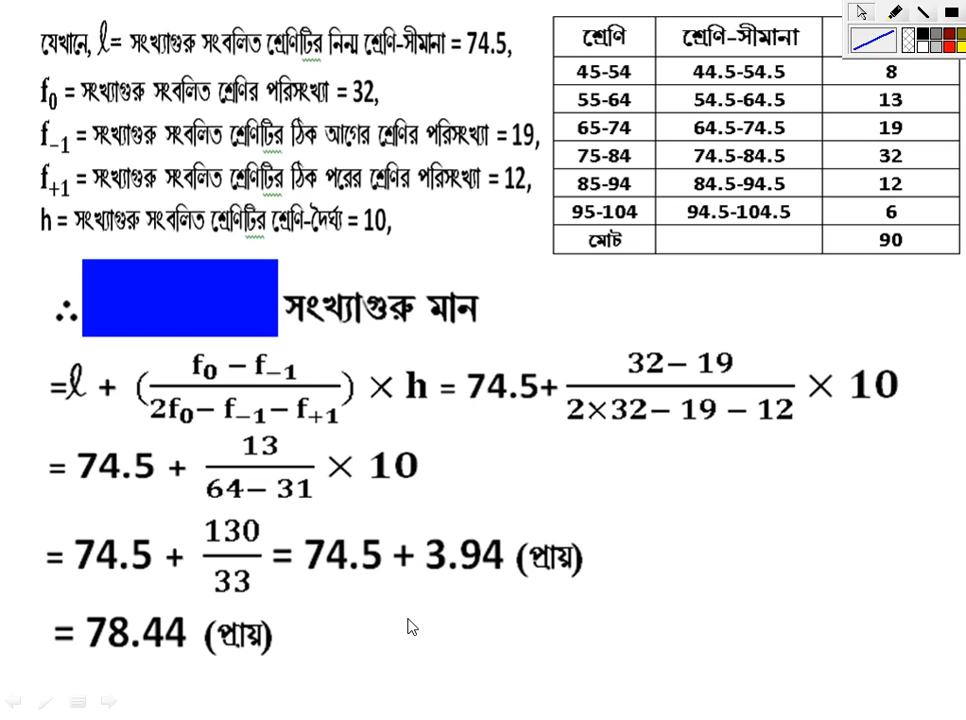 যেখানে, ℓ = সংখ্যাগুরু সংবলিত শ্রেণিটির নিন্ম শ্রেণি-সীমানা = 74.5,
f₀ = সংখ্যাগুরু সংবলিত শ্রেণির পরিসংখ্যা = 32,
f₋₁ = সংখ্যাগুরু সংবলিত শ্রেণিটির ঠিক আগের শ্রেণির পরিসংখ্যা = 19,
f₊₁ = সংখ্যাগুরু সংবলিত শ্রেণিটির ঠিক পরের শ্রেণির পরিসংখ্যা = 12,
h = সংখ্যাগুরু সংবলিত শ্রেণিটির শ্রেণি-দৈর্ঘ্য = 10,
শ্রেণি শ্রেণি-সীমানা
45-54 44.5-54.5 8
55-64 54.5-64.5 13
65-74 64.5-74.5 19
75-84 74.5-84.5 32
85-94 84.5-94.5 12
95-104 94.5-104.5 6
মোট 90
∴ সংখ্যাগুরু মান
=ℓ + (f₀ − f₋₁ / 2f₀− f₋₁− f₊₁) × h = 74.5+ 32− 19 / 2×32− 19 − 12 × 10
= 74.5 + 13 / 64− 31 × 10
= 74.5 + 130 / 33 = 74.5 + 3.94 (প্রায়)
= 78.44 (প্রায়)